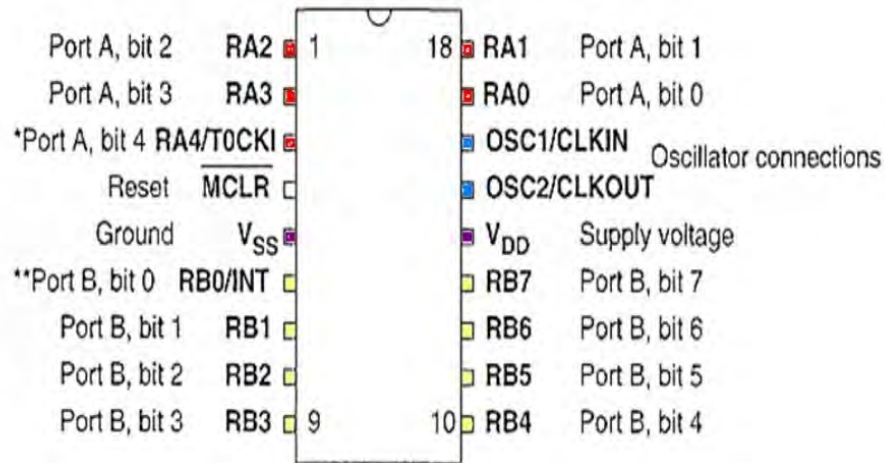 Port A, bit 2 RA2 1 18 RA1 Port A, bit 1
Port A, bit 3 RA3 RA0 Port A, bit 0
*Port A, bit 4 RA4/T0CKI OSC1/CLKIN
Oscillator connections
Reset MCLR OSC2/CLKOUT
Ground VSS VDD Supply voltage
**Port B, bit 0 RB0/INT RB7 Port B, bit 7
Port B, bit 1 RB1 RB6 Port B, bit 6
Port B, bit 2 RB2 RB5 Port B, bit 5
Port B, bit 3 RB3 9 10 RB4 Port B, bit 4